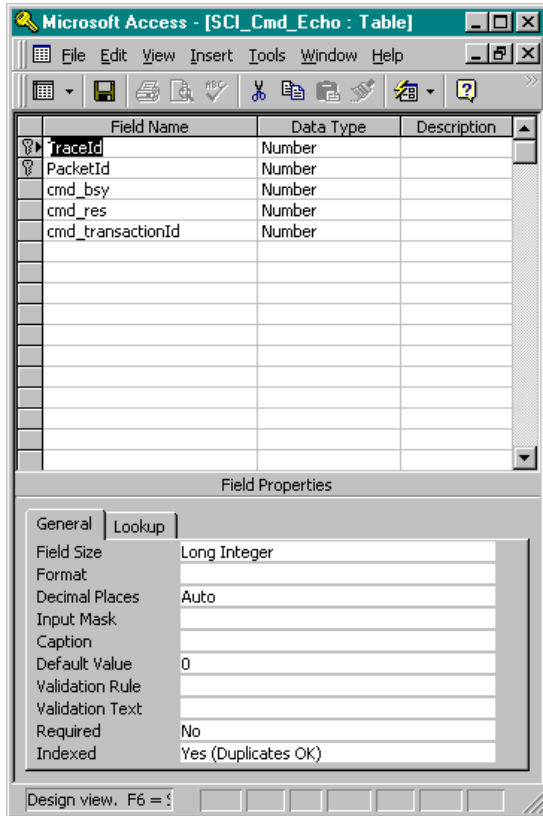 Microsoft Access - [SCI_Cmd_Echo : Table]
File Edit View Insert Tools Window Help
ABC
Field Name Data Type Description
TraceId Number
PacketId Number
cmd_bsy Number
cmd_res Number
cmd_transactionId Number
Field Properties
General Lookup
Field Size Long Integer
Format
Decimal Places Auto
Input Mask
Caption
Default Value 0
Validation Rule
Validation Text
Required No
Indexed Yes (Duplicates OK)
Design view. F6 =